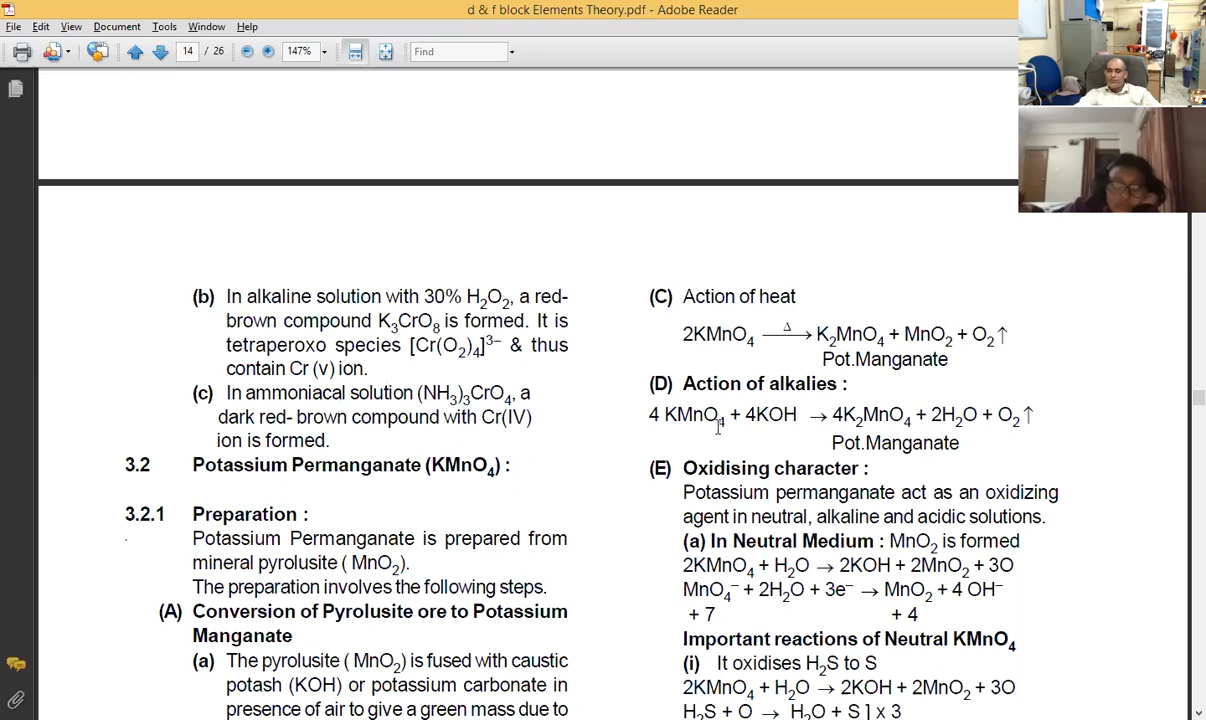 d & f block Elements Theory.pdf - Adobe Reader
File Edit View Document Tools Window Help
14 / 26 147% Find
(b) In alkaline solution with 30% H₂O₂, a red-
brown compound K₃CrO₈ is formed. It is
tetraperoxo species [Cr(O₂)₄]³⁻ & thus
contain Cr (v) ion.
(c) In ammoniacal solution (NH₃)₃CrO₄, a
dark red- brown compound with Cr(IV)
ion is formed.
3.2 Potassium Permanganate (KMnO₄) :
3.2.1 Preparation :
Potassium Permanganate is prepared from
mineral pyrolusite ( MnO₂).
The preparation involves the following steps.
(A) Conversion of Pyrolusite ore to Potassium
Manganate
(a) The pyrolusite ( MnO₂) is fused with caustic
potash (KOH) or potassium carbonate in
presence of air to give a green mass due to
(C) Action of heat
2KMnO₄ —Δ→ K₂MnO₄ + MnO₂ + O₂↑
Pot.Manganate
(D) Action of alkalies :
4 KMnO₄ + 4KOH → 4K₂MnO₄ + 2H₂O + O₂↑
Pot.Manganate
(E) Oxidising character :
Potassium permanganate act as an oxidizing
agent in neutral, alkaline and acidic solutions.
(a) In Neutral Medium : MnO₂ is formed
2KMnO₄ + H₂O → 2KOH + 2MnO₂ + 3O
MnO₄⁻ + 2H₂O + 3e⁻ → MnO₂ + 4 OH⁻
+ 7 + 4
Important reactions of Neutral KMnO₄
(i) It oxidises H₂S to S
2KMnO₄ + H₂O → 2KOH + 2MnO₂ + 3O
H₂S + O → H₂O + S ] x 3